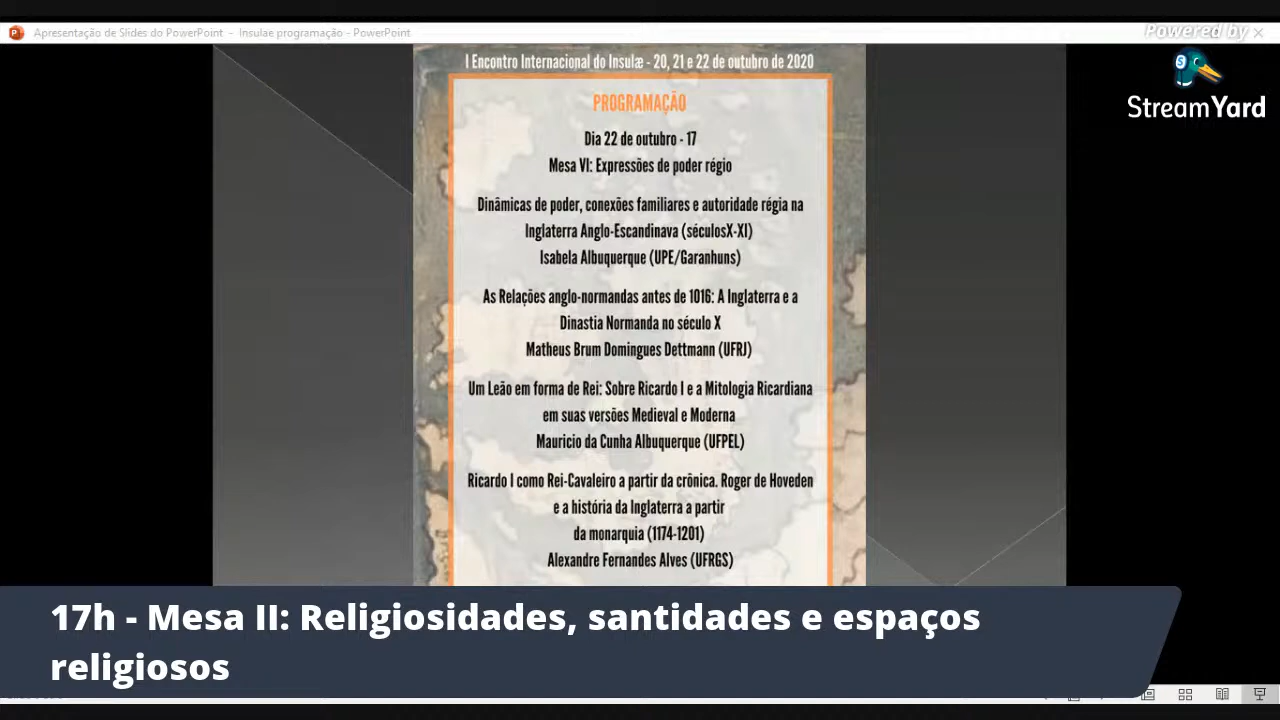 Apresentação de Slides do PowerPoint - Insulae programação - PowerPoint
Powered by
StreamYard
I Encontro Internacional do Insulæ - 20, 21 e 22 de outubro de 2020
PROGRAMAÇÃO
Dia 22 de outubro - 17
Mesa VI: Expressões de poder régio
Dinâmicas de poder, conexões familiares e autoridade régia na
Inglaterra Anglo-Escandinava (séculosX-XI)
Isabela Albuquerque (UPE/Garanhuns)
As Relações anglo-normandas antes de 1016: A Inglaterra e a
Dinastia Normanda no século X
Matheus Brum Domingues Dettmann (UFRJ)
Um Leão em forma de Rei: Sobre Ricardo I e a Mitologia Ricardiana
em suas versões Medieval e Moderna
Mauricio da Cunha Albuquerque (UFPEL)
Ricardo I como Rei-Cavaleiro a partir da crônica. Roger de Hoveden
e a história da Inglaterra a partir
da monarquia (1174-1201)
Alexandre Fernandes Alves (UFRGS)
17h - Mesa II: Religiosidades, santidades e espaços
religiosos